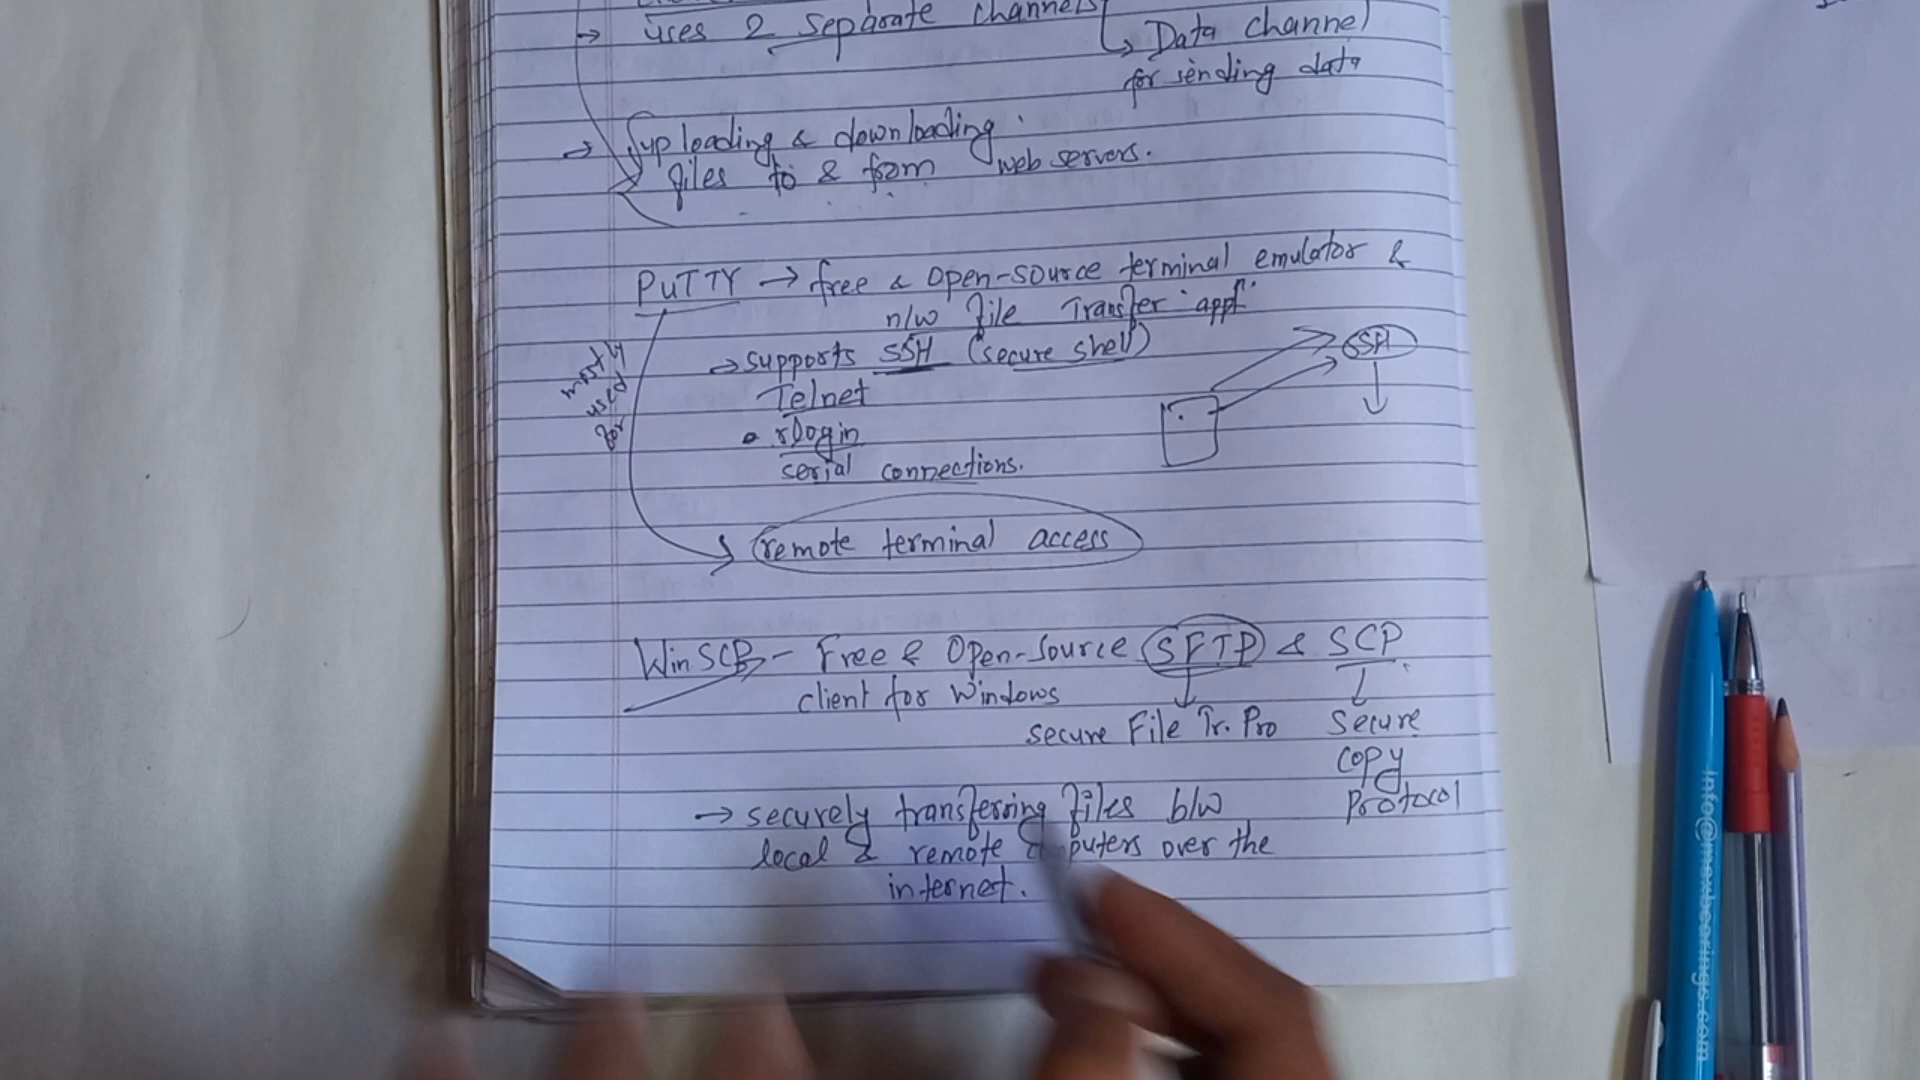 → uses 2 separate channels
↳ Data channel
for sending data
→ uploading & downloading
files to & from web servers.
PuTTY → free & open-source terminal emulator &
n/w file Transfer appl.
→ supports SSH (secure shell)
SSH
Telnet
• rLogin
serial connections.
mostly
used
for
remote terminal access
WinSCP - Free & Open-Source SFTP & SCP
client for Windows
secure File Tr. Pro
Secure
copy
Protocol
→ securely transferring files b/w
local & remote puters over the
internet.
info@imexbearings.com